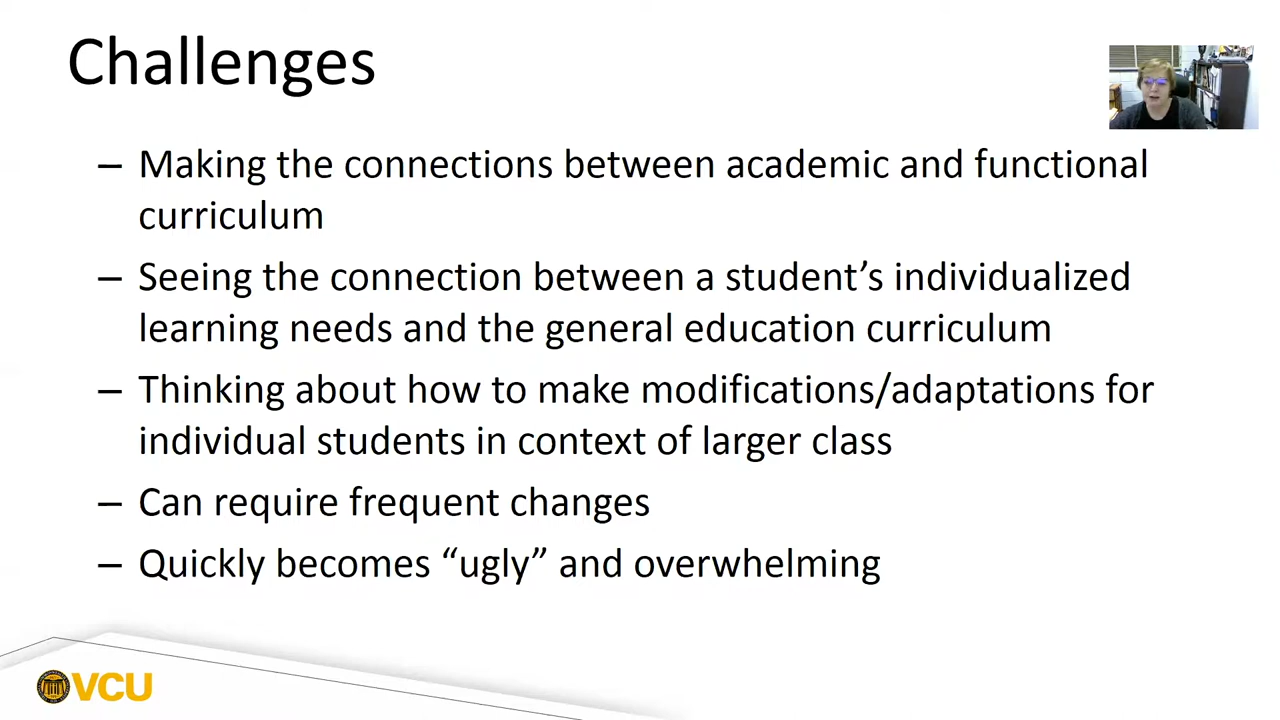 Challenges
– Making the connections between academic and functional
curriculum
– Seeing the connection between a student’s individualized
learning needs and the general education curriculum
– Thinking about how to make modifications/adaptations for
individual students in context of larger class
– Can require frequent changes
– Quickly becomes “ugly” and overwhelming
VCU